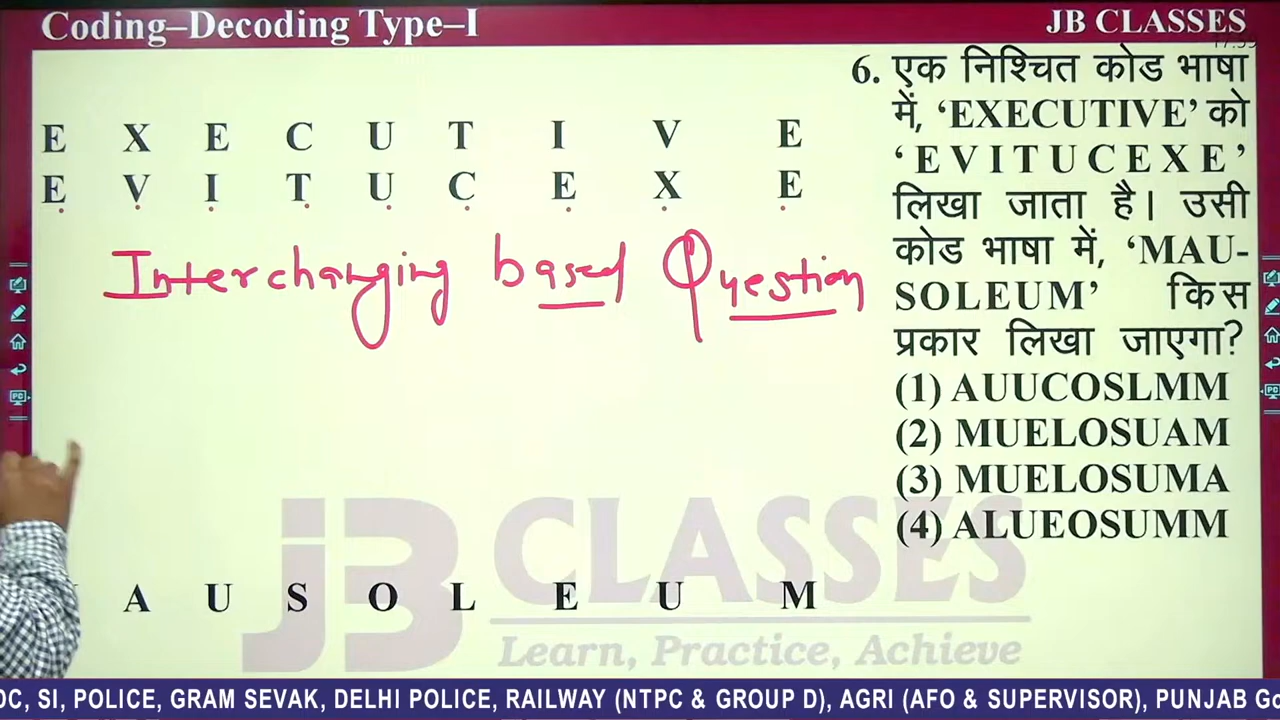 Coding–Decoding Type–I
JB CLASSES
E X E C U T I V E
E V I T U C E X E
Interchanging based Question
6. एक निश्चित कोड भाषा
में, ‘EXECUTIVE’ को
‘EVITUCEXE’
लिखा जाता है। उसी
कोड भाषा में, ‘MAU-
SOLEUM’ किस
प्रकार लिखा जाएगा?
(1) AUUCOSLMM
(2) MUELOSUAM
(3) MUELOSUMA
(4) ALUEOSUMM
JB CLASSES
Learn, Practice, Achieve
A U S O L E U M
OC, SI, POLICE, GRAM SEVAK, DELHI POLICE, RAILWAY (NTPC & GROUP D), AGRI (AFO & SUPERVISOR), PUNJAB Go